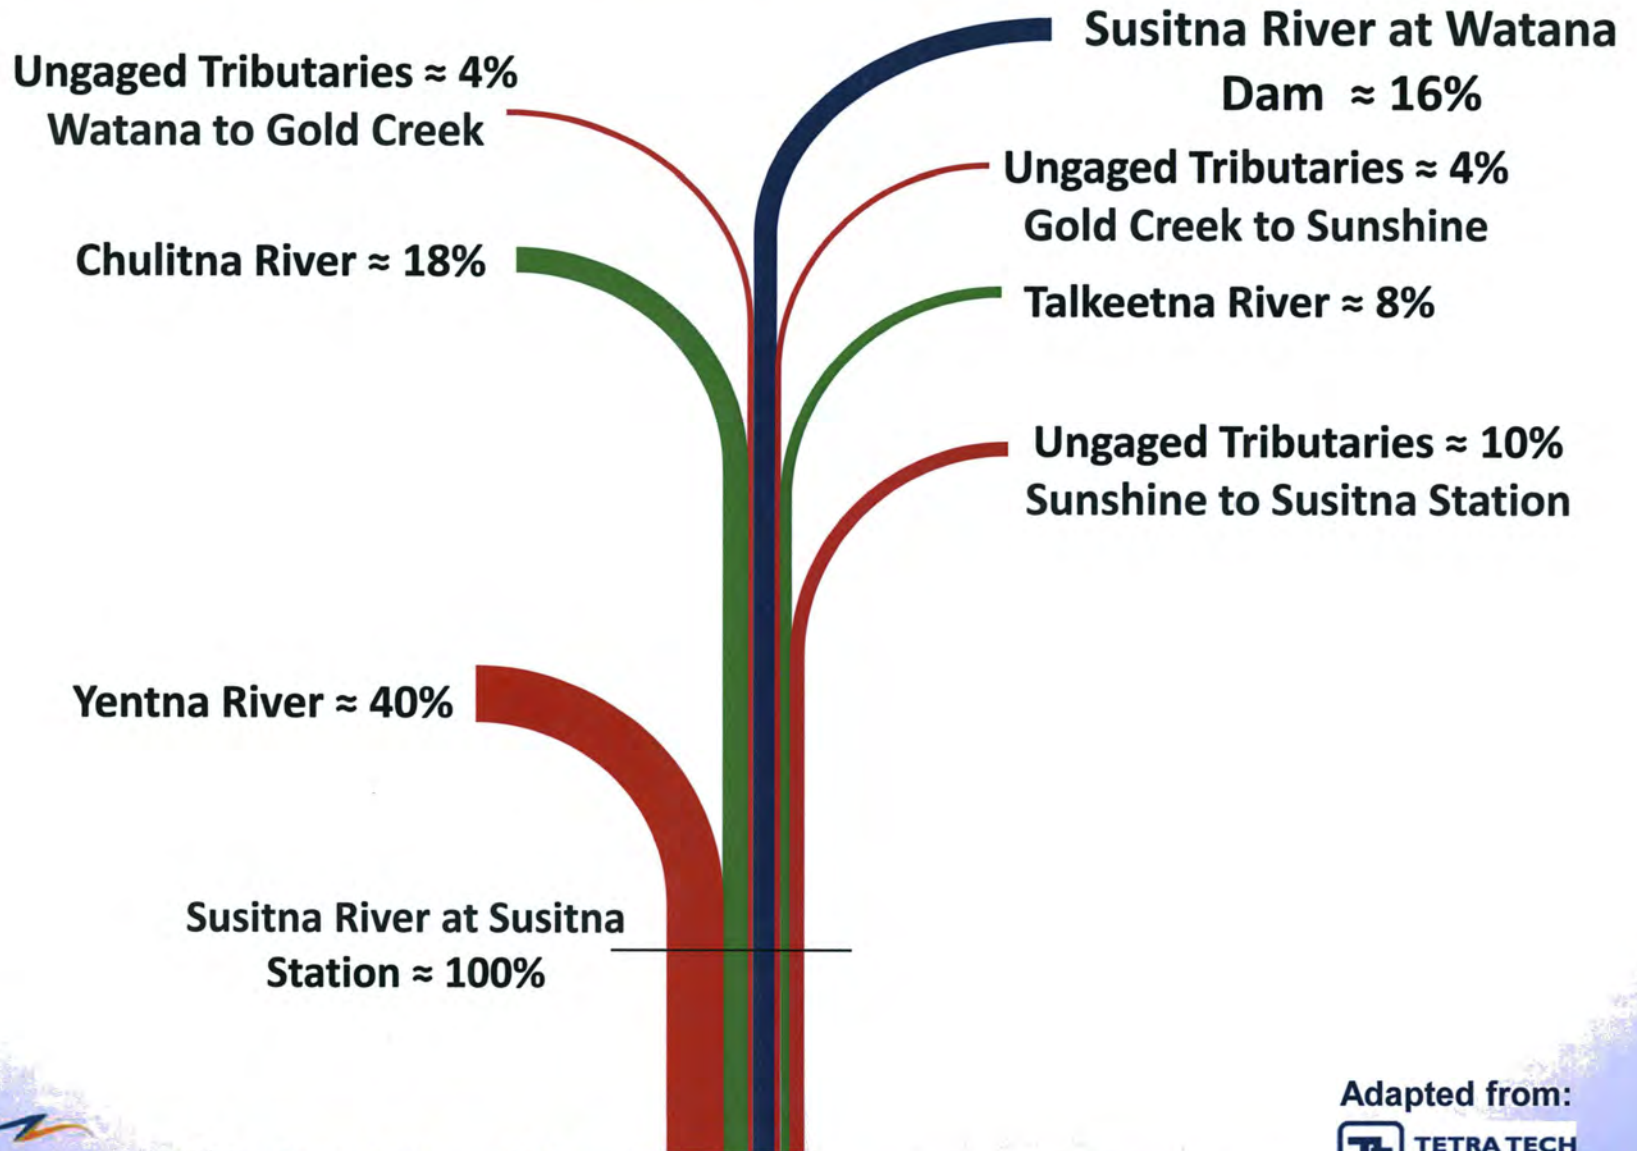 Susitna River at Watana
Dam ≈ 16%
Ungaged Tributaries ≈ 4%
Watana to Gold Creek
Ungaged Tributaries ≈ 4%
Gold Creek to Sunshine
Chulitna River ≈ 18%
Talkeetna River ≈ 8%
Ungaged Tributaries ≈ 10%
Sunshine to Susitna Station
Yentna River ≈ 40%
Susitna River at Susitna
Station ≈ 100%
Adapted from:
TETRA TECH